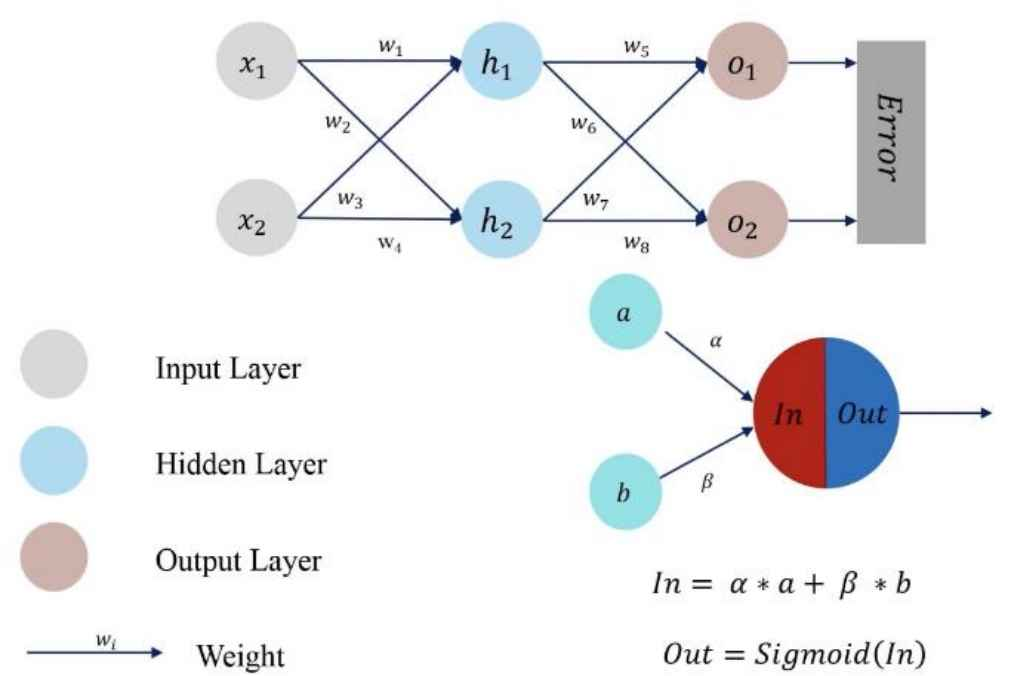 x₁
w₁
h₁
w₅
o₁
Error
w₂
w₆
x₂
w₃
w₄
h₂
w₇
w₈
o₂
a
α
In
Out
b
β
Input Layer
Hidden Layer
Output Layer
wᵢ
Weight
In = α * a + β * b
Out = Sigmoid(In)